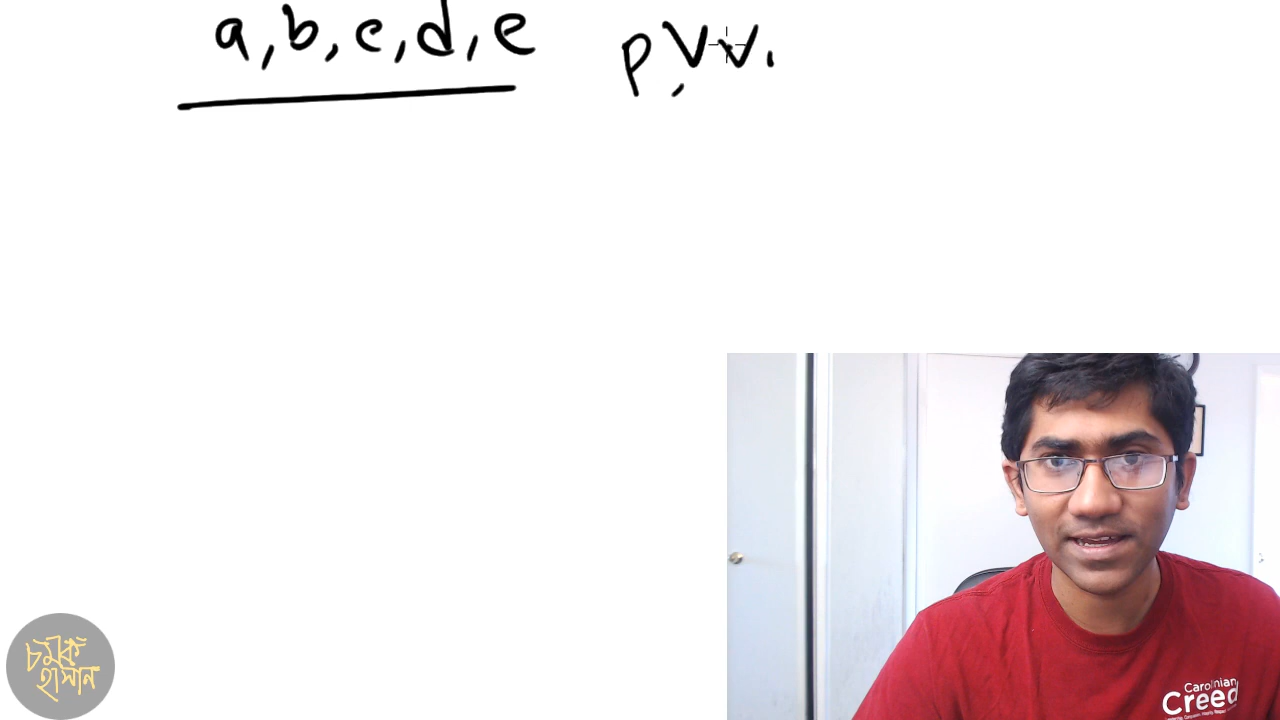 a, b, c, d, e p, v v,
চমক
হাসান
Carolinian
Creed